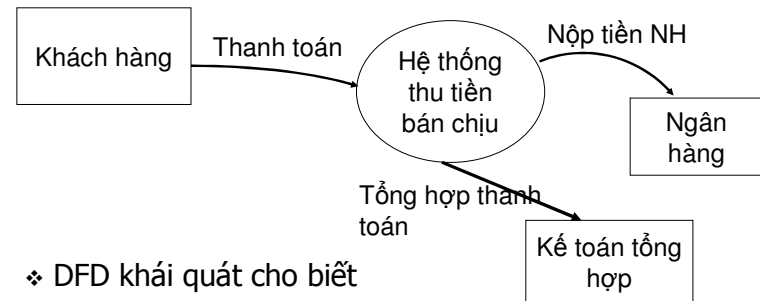 Khách hàng
Thanh toán
Hệ thống
thu tiền
bán chịu
Nộp tiền NH
Ngân
hàng
Tổng hợp thanh
toán
Kế toán tổng
hợp
❖ DFD khái quát cho biết